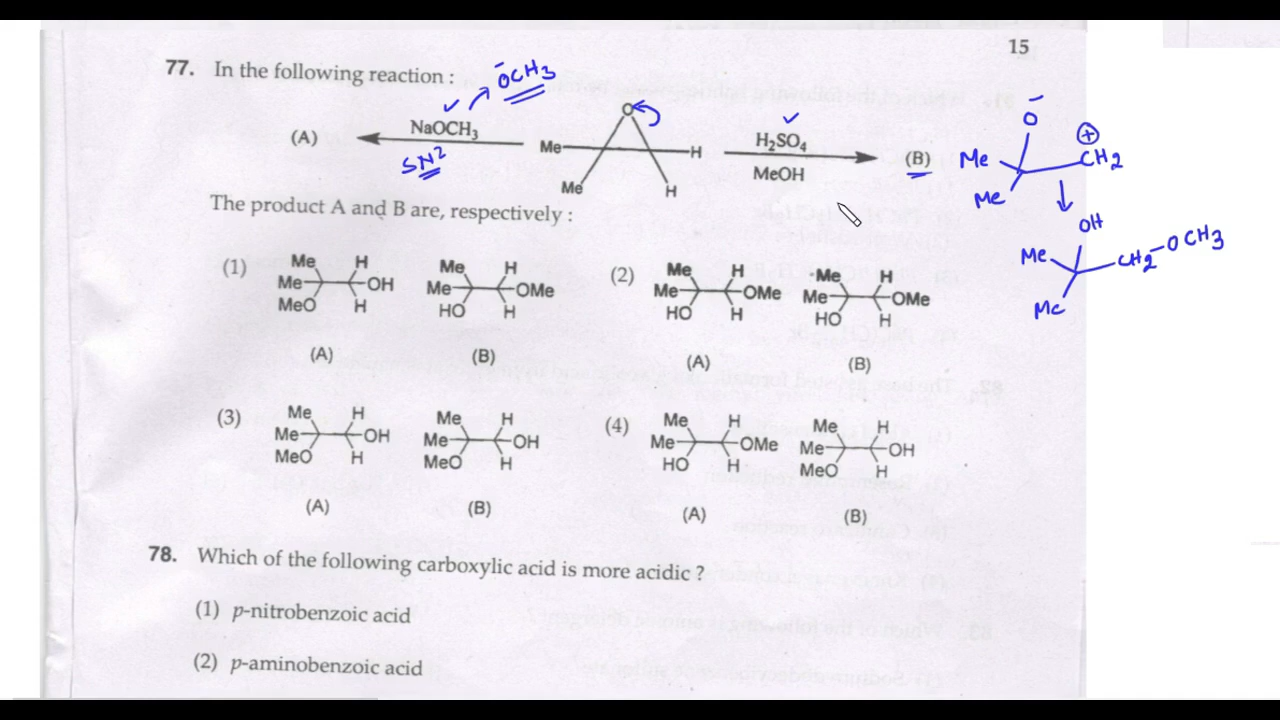 15
77. In the following reaction :
ŌCH3
(A) NaOCH3 O H2SO4 (B)
SN2 Me H MeOH
Me H
O−
Me + CH2
Me
The product A and B are, respectively :
OH
Me CH2 – OCH3
Me
(1) Me H Me H (2) Me H Me H
Me OH Me OMe Me OMe Me OMe
MeO H HO H HO H HO H
(A) (B) (A) (B)
(3) Me H Me H (4) Me H Me H
Me OH Me OH Me OMe Me OH
MeO H MeO H HO H MeO H
(A) (B) (A) (B)
78. Which of the following carboxylic acid is more acidic ?
(1) p-nitrobenzoic acid
(2) p-aminobenzoic acid